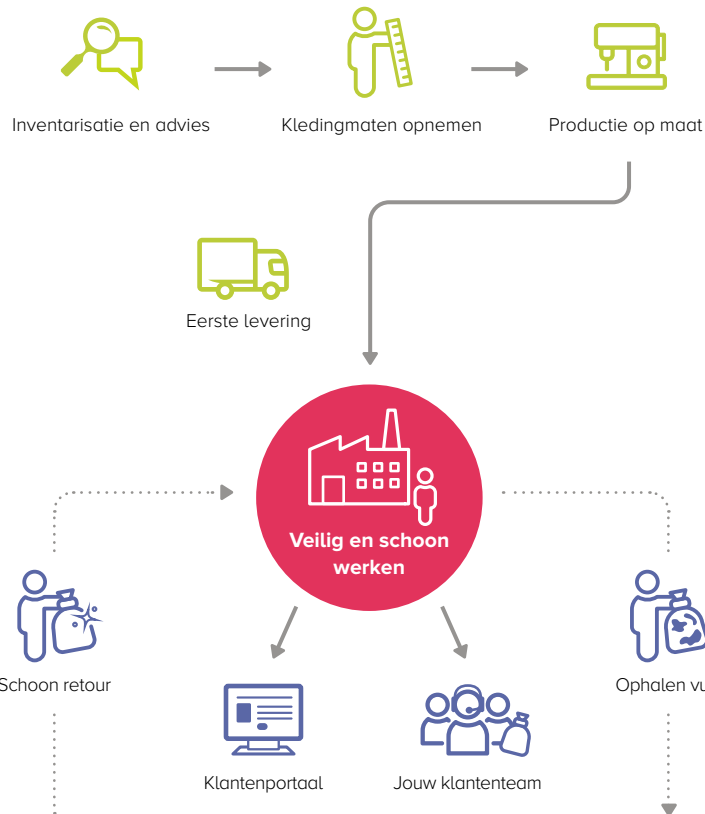 Inventarisatie en advies
Kledingmaten opnemen
Productie op maat
Eerste levering
Veilig en schoon
werken
Schoon retour
Ophalen
Klantenportaal
Jouw klantenteam